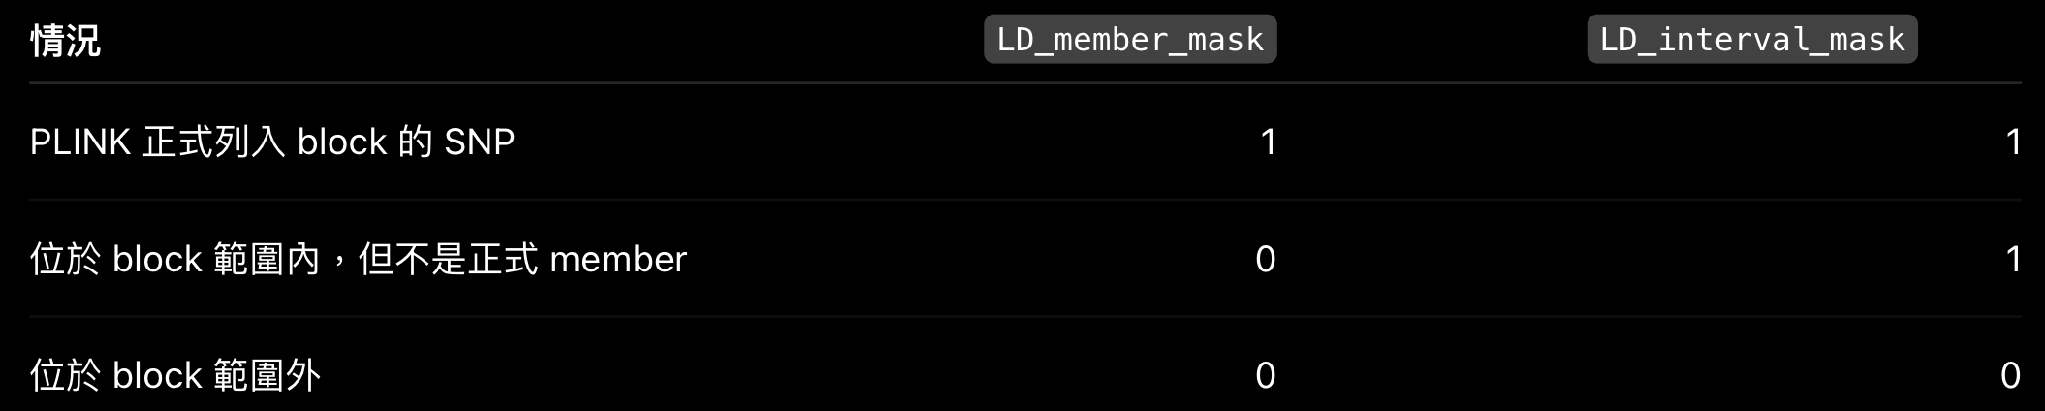 情況 LD_member_mask LD_interval_mask
PLINK 正式列入 block 的 SNP 1 1
位於 block 範圍內，但不是正式 member 0 1
位於 block 範圍外 0 0